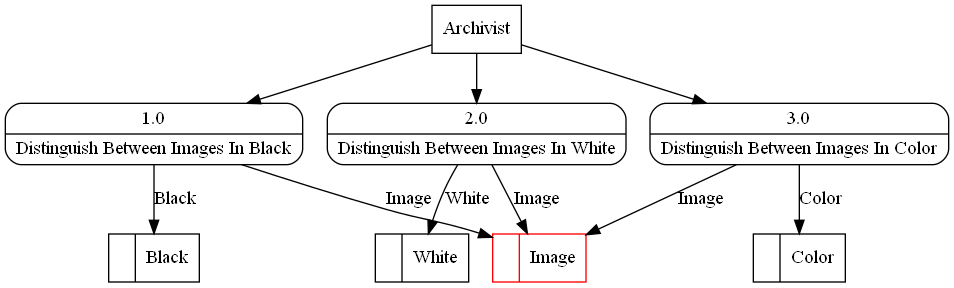 Archivist
1.0
Distinguish Between Images In Black
2.0
Distinguish Between Images In White
3.0
Distinguish Between Images In Color
Black
Image
White
Image
Image
Color
Black
White
Image
Color